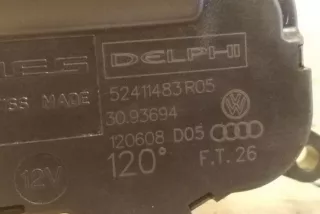 DELPHI
52411483R05
MADE
30.93694
120608 D05
120°
F.T. 26
12V